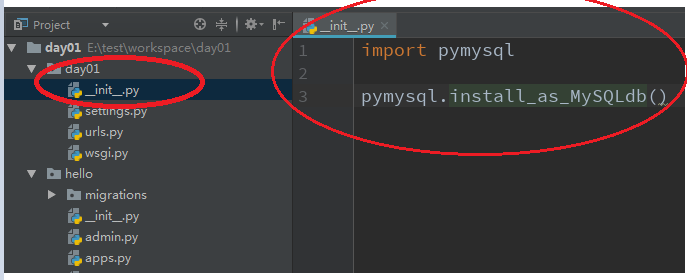 Project
day01 E:\test\workspace\day01
day01
__init__.py
settings.py
urls.py
wsgi.py
hello
migrations
__init__.py
admin.py
apps.py
__init__.py
1 import pymysql
2
3 pymysql.install_as_MySQLdb()